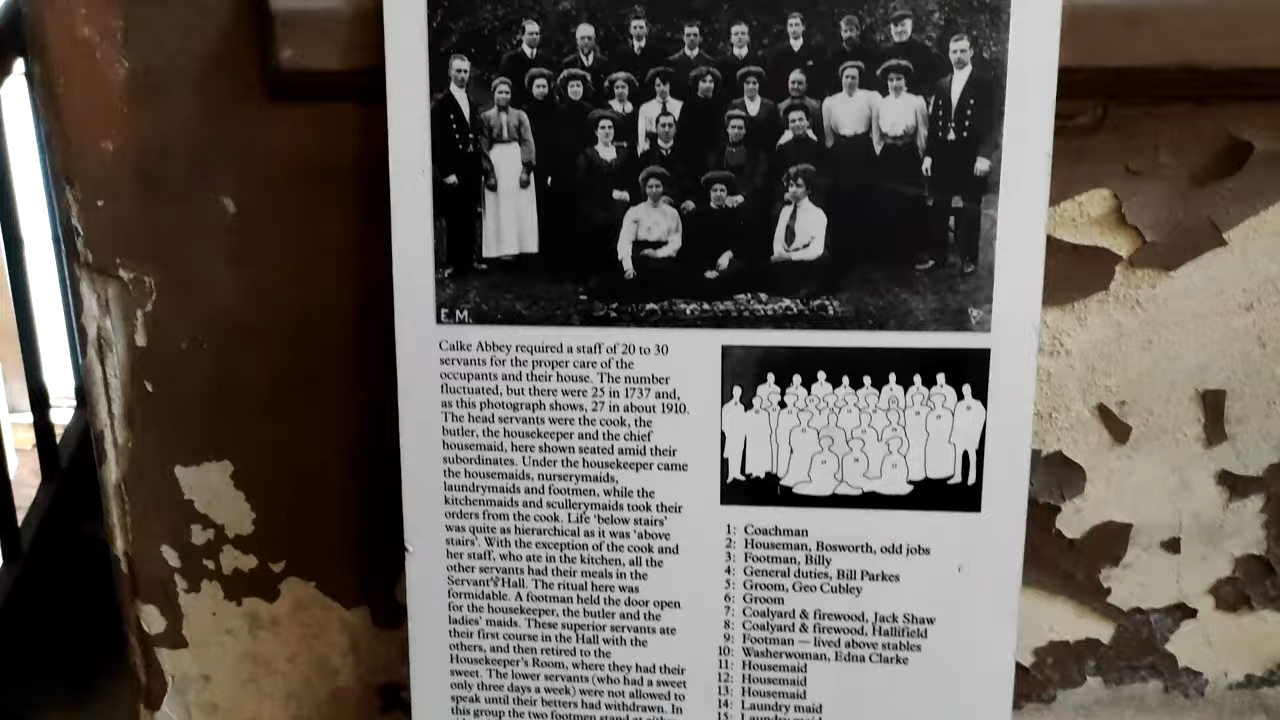 E.M.
Calke Abbey required a staff of 20 to 30
servants for the proper care of the
occupants and their house. The number
fluctuated, but there were 25 in 1737 and,
as this photograph shows, 27 in about 1910.
The head servants were the cook, the
butler, the housekeeper and the chief
housemaid, here shown seated amid their
subordinates. Under the housekeeper came
the housemaids, nurserymaids,
laundrymaids and footmen, while the
kitchenmaids and scullerymaids took their
orders from the cook. Life ‘below stairs’
was quite as hierarchical as it was ‘above
stairs’. With the exception of the cook and
her staff, who ate in the kitchen, all the
other servants had their meals in the
Servant's Hall. The ritual here was
formidable. A footman held the door open
for the housekeeper, the butler and the
ladies’ maids. These superior servants ate
their first course in the Hall with the
others, and then retired to the
Housekeeper’s Room, where they had their
sweet. The lower servants (who had a sweet
only three days a week) were not allowed to
speak until their betters had withdrawn. In
this group the two footmen stand at
1: Coachman
2: Houseman, Bosworth, odd jobs
3: Footman, Billy
4: General duties, Bill Parkes
5: Groom, Geo Cubley
6: Groom
7: Coalyard & firewood, Jack Shaw
8: Coalyard & firewood, Hallifield
9: Footman — lived above stables
10: Washerwoman, Edna Clarke
11: Housemaid
12: Housemaid
13: Housemaid
14: Laundry maid
15: Laundry maid